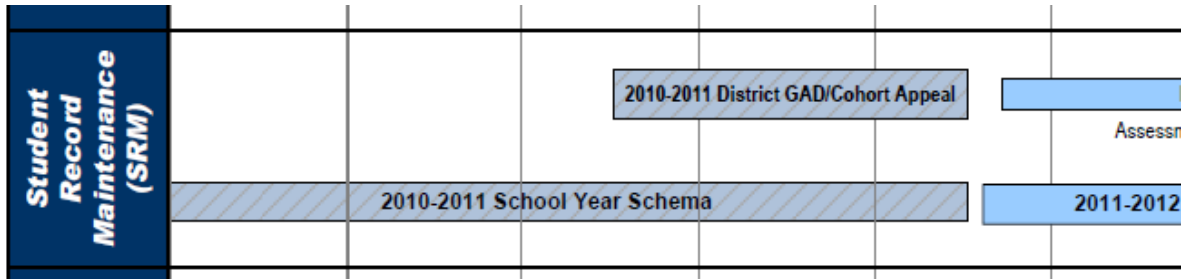 Student
Record
Maintenance
(SRM)
2010-2011 District GAD/Cohort Appeal
2010-2011 School Year Schema
2011-2012